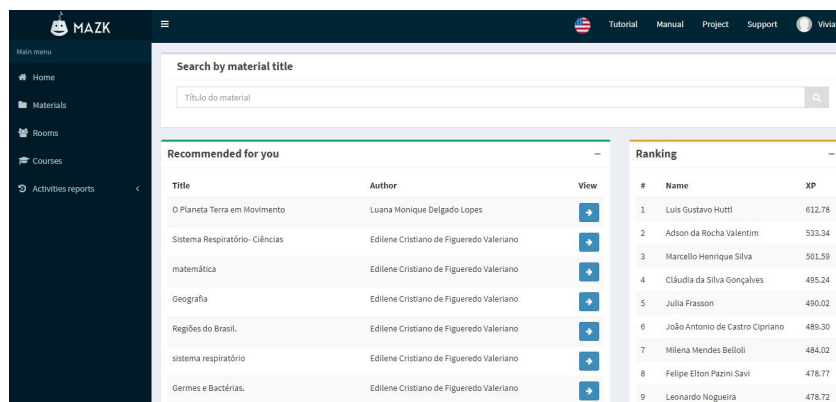 MAZK
Tutorial Manual Project Support Vivia
Main menu
Home
Materials
Rooms
Courses
Activities reports
Search by material title
Título do material
Recommended for you
Title Author View
O Planeta Terra em Movimento Luana Monique Delgado Lopes
Sistema Respiratório- Ciências Edilene Cristiano de Figueredo Valeriano
matemática Edilene Cristiano de Figueredo Valeriano
Geografia Edilene Cristiano de Figueredo Valeriano
Regiões do Brasil. Edilene Cristiano de Figueredo Valeriano
sistema respiratório Edilene Cristiano de Figueredo Valeriano
Germes e Bactérias. Edilene Cristiano de Figueredo Valeriano
Ranking
# Name XP
1 Luis Gustavo Huttl 612.78
2 Adson da Rocha Valentim 533.34
3 Marcello Henrique Silva 501.59
4 Cláudia da Silva Gonçalves 495.24
5 Julia Frasson 490.02
6 João Antonio de Castro Cipriano 489.30
7 Milena Mendes Belloli 484.02
8 Felipe Elton Pazini Savi 478.77
9 Leonardo Nogueira 478.72